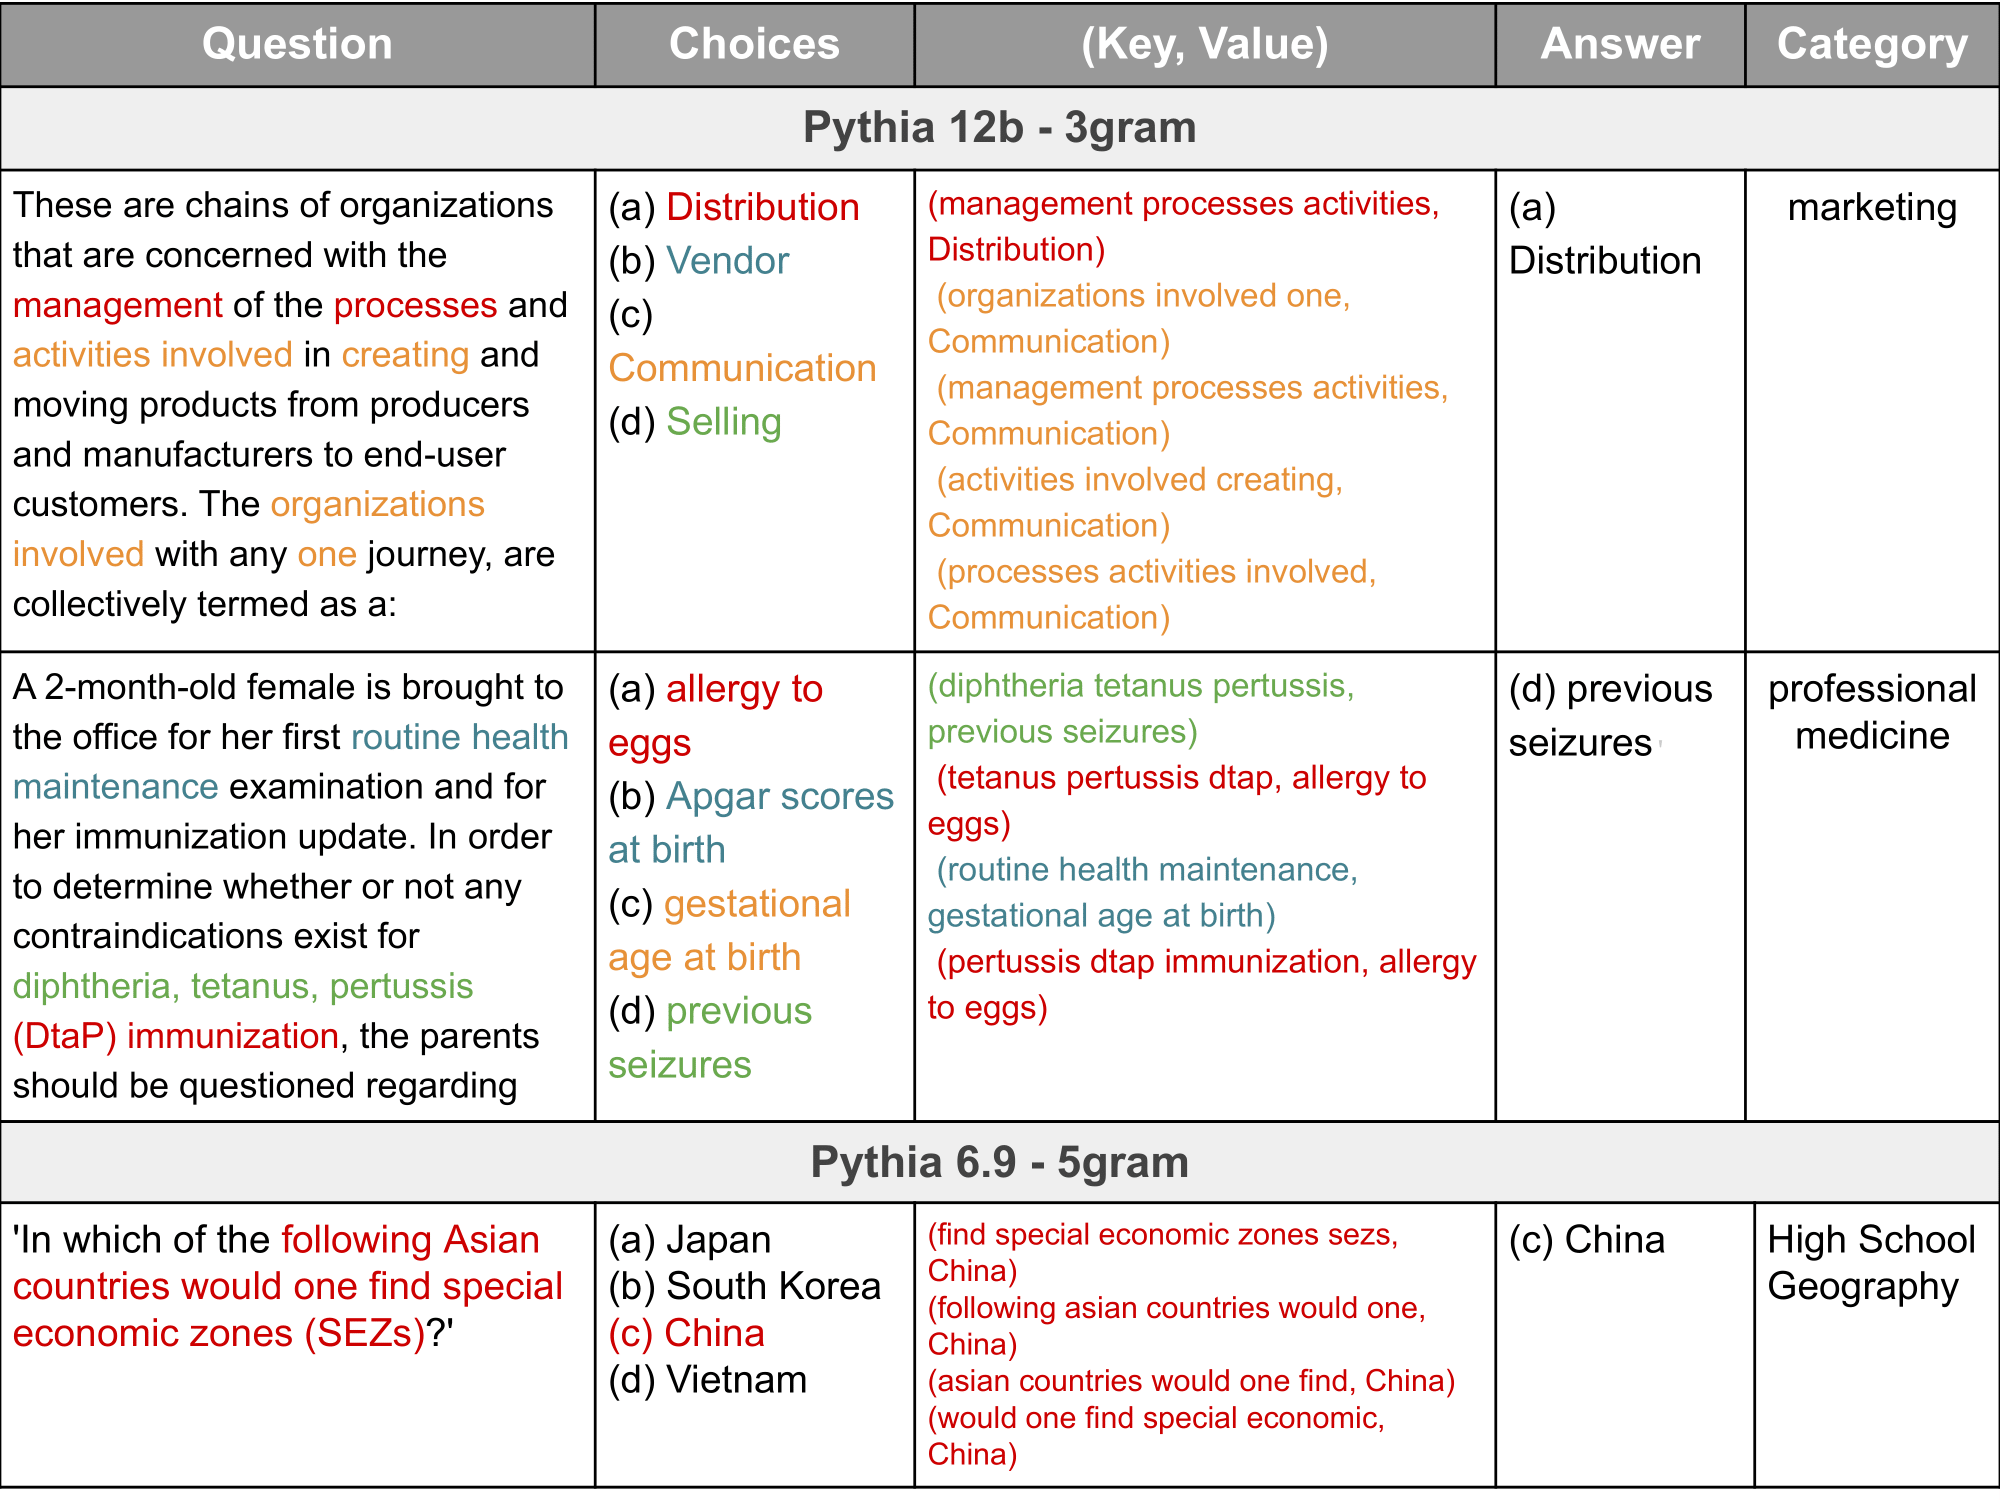 Question Choices (Key, Value) Answer Category
Pythia 12b - 3gram
These are chains of organizations
that are concerned with the
management of the processes and
activities involved in creating and
moving products from producers
and manufacturers to end-user
customers. The organizations
involved with any one journey, are
collectively termed as a:
(a) Distribution
(b) Vendor
(c)
Communication
(d) Selling
(management processes activities,
Distribution)
(organizations involved one,
Communication)
(management processes activities,
Communication)
(activities involved creating,
Communication)
(processes activities involved,
Communication)
(a)
Distribution
marketing
A 2-month-old female is brought to
the office for her first routine health
maintenance examination and for
her immunization update. In order
to determine whether or not any
contraindications exist for
diphtheria, tetanus, pertussis
(DtaP) immunization, the parents
should be questioned regarding
(a) allergy to
eggs
(b) Apgar scores
at birth
(c) gestational
age at birth
(d) previous
seizures
(diphtheria tetanus pertussis,
previous seizures)
(tetanus pertussis dtap, allergy to
eggs)
(routine health maintenance,
gestational age at birth)
(pertussis dtap immunization, allergy
to eggs)
(d) previous
seizures '
professional
medicine
Pythia 6.9 - 5gram
'In which of the following Asian
countries would one find special
economic zones (SEZs)?'
(a) Japan
(b) South Korea
(c) China
(d) Vietnam
(find special economic zones sezs,
China)
(following asian countries would one,
China)
(asian countries would one find, China)
(would one find special economic,
China)
(c) China
High School
Geography